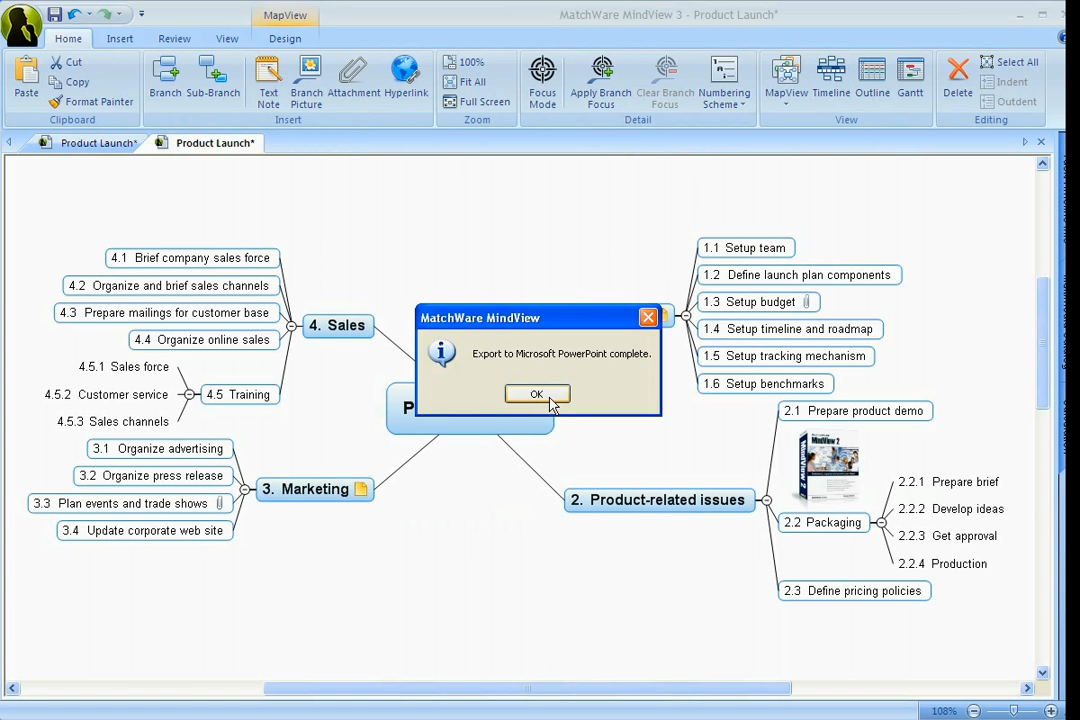 MapView
MatchWare MindView 3 - Product Launch*
Home
Insert
Review
View
Design
Paste
Cut
Copy
Format Painter
Clipboard
Branch
Sub-Branch
Text
Note
Branch
Picture
Attachment
Hyperlink
Insert
100%
Fit All
Full Screen
Zoom
Focus
Mode
Apply Branch
Focus
Clear Branch
Focus
Numbering
Scheme
Detail
MapView
Timeline
Outline
Gantt
View
Delete
Select All
Indent
Outdent
Editing
Product Launch*
Product Launch*
4.1 Brief company sales force
4.2 Organize and brief sales channels
4.3 Prepare mailings for customer base
4.4 Organize online sales
4.5.1 Sales force
4.5.2 Customer service
4.5.3 Sales channels
4.5 Training
4. Sales
3.1 Organize advertising
3.2 Organize press release
3.3 Plan events and trade shows
3.4 Update corporate web site
3. Marketing
MatchWare MindView
Export to Microsoft PowerPoint complete.
OK
P
1.1 Setup team
1.2 Define launch plan components
1.3 Setup budget
1.4 Setup timeline and roadmap
1.5 Setup tracking mechanism
1.6 Setup benchmarks
2. Product-related issues
2.1 Prepare product demo
MindView 2
2.2 Packaging
2.2.1 Prepare brief
2.2.2 Develop ideas
2.2.3 Get approval
2.2.4 Production
2.3 Define pricing policies
108%